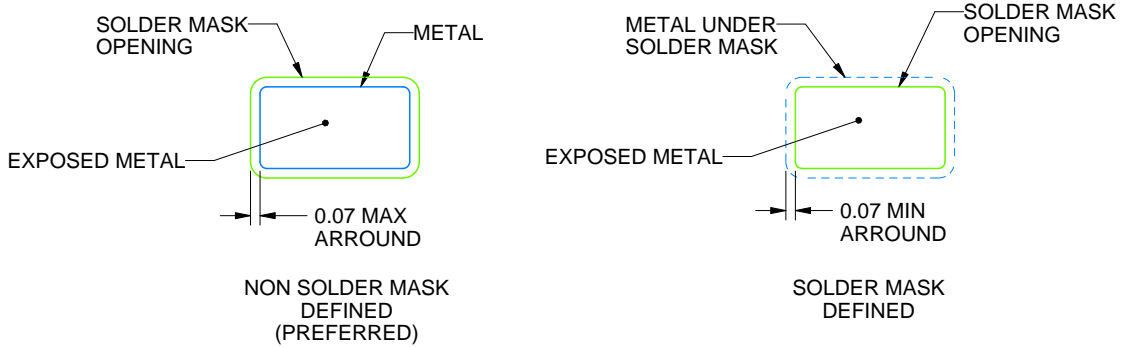 SOLDER MASK
OPENING
METAL
EXPOSED METAL
0.07 MAX
ARROUND
NON SOLDER MASK
DEFINED
(PREFERRED)
METAL UNDER
SOLDER MASK
SOLDER MASK
OPENING
EXPOSED METAL
0.07 MIN
ARROUND
SOLDER MASK
DEFINED